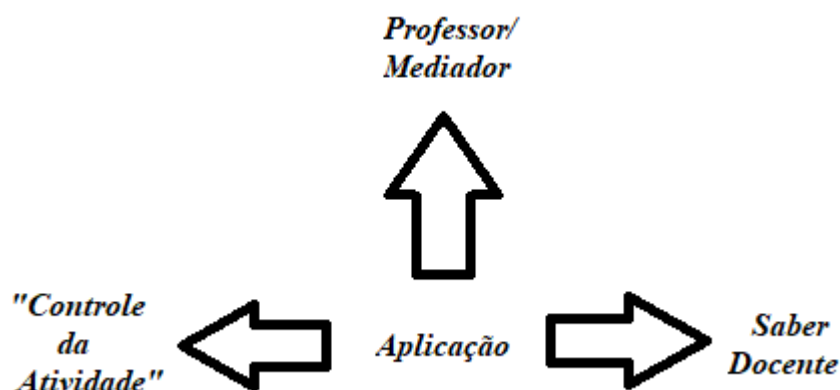 Professor/
Mediador
"Controle
da
Atividade"
Aplicação
Saber
Docente